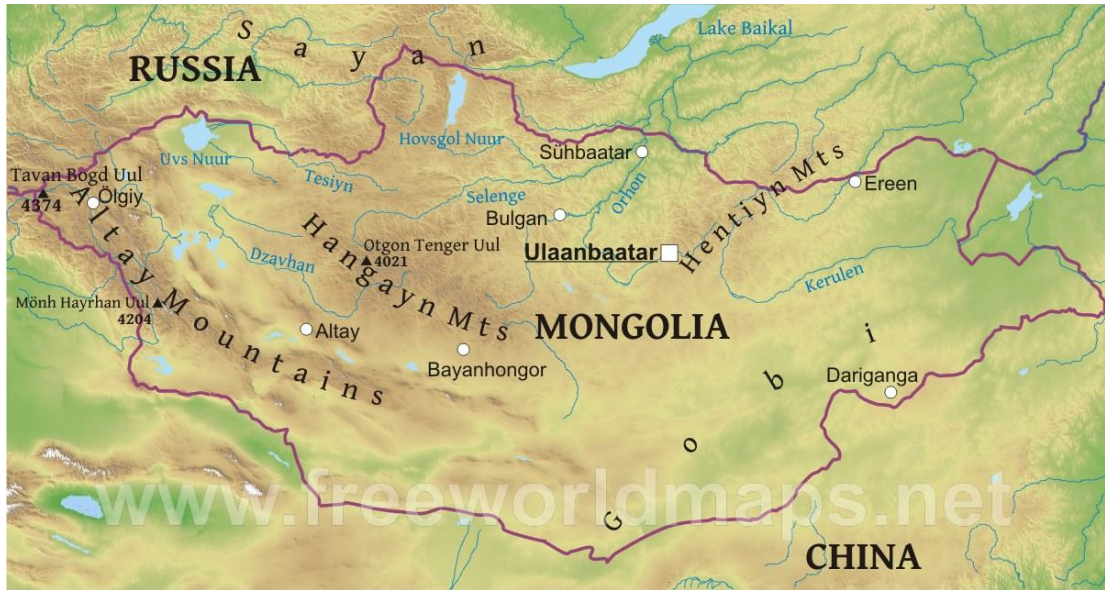 Sayan
Lake Baikal
RUSSIA
Hovsgol Nuur
Sühbaatar
Uvs Nuur
Tavan Bogd Uul
4374
Ölgiy
Tesiyn
Selenge
Orhon
Hentiyn Mts
Ereen
Bulgan
Altay Mountains
Hangayn Mts
Otgon Tenger Uul
4021
Dzavhan
Ulaanbaatar
Kerulen
Mönh Hayrhan Uul
4204
Altay
MONGOLIA
Bayanhongor
Dariganga
Gobi
www.freeworldmaps.net
CHINA